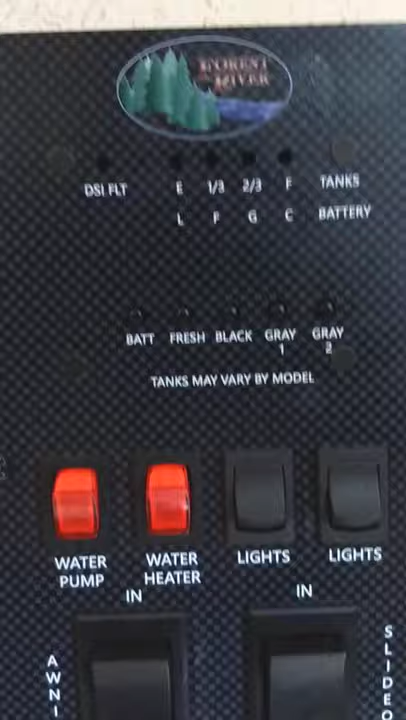 FOREST
RIVER
DSI FLT E 1/3 2/3 F TANKS
L F G C BATTERY
BATT FRESH BLACK GRAY 1 GRAY 2
TANKS MAY VARY BY MODEL
WATER PUMP
WATER HEATER
LIGHTS
LIGHTS
IN
IN
AWNI
SLIDEO